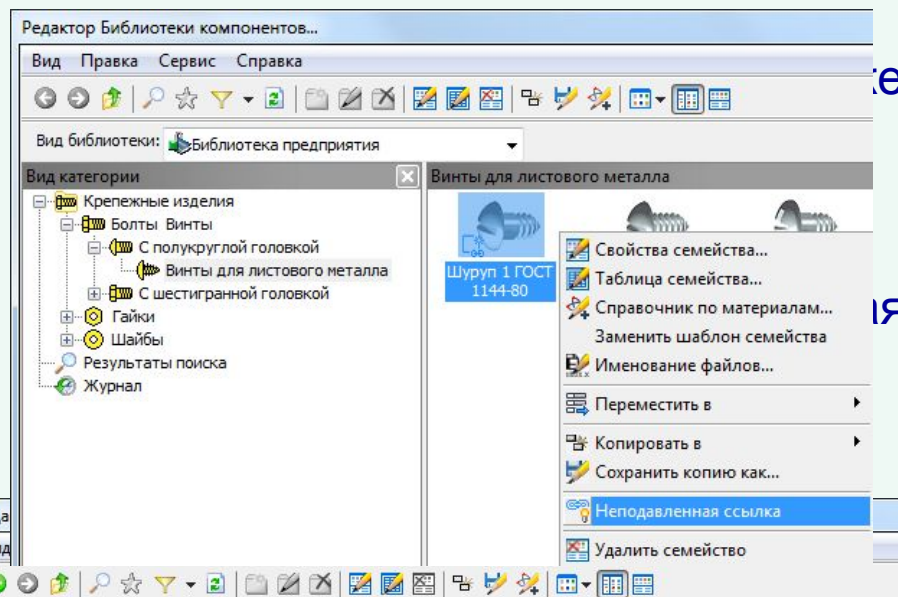 Редактор Библиотеки компонентов...
Вид Правка Сервис Справка
Вид библиотеки: Библиотека предприятия
Вид категории
Крепежные изделия
Болты Винты
С полукруглой головкой
Винты для листового металла
С шестигранной головкой
Гайки
Шайбы
Результаты поиска
Журнал
Винты для листового металла
Шуруп 1 ГОСТ
1144-80
Свойства семейства...
Таблица семейства...
Справочник по материалам...
Заменить шаблон семейства
Именование файлов...
Переместить в
Копировать в
Сохранить копию как...
Неподавленная ссылка
Удалить семейство